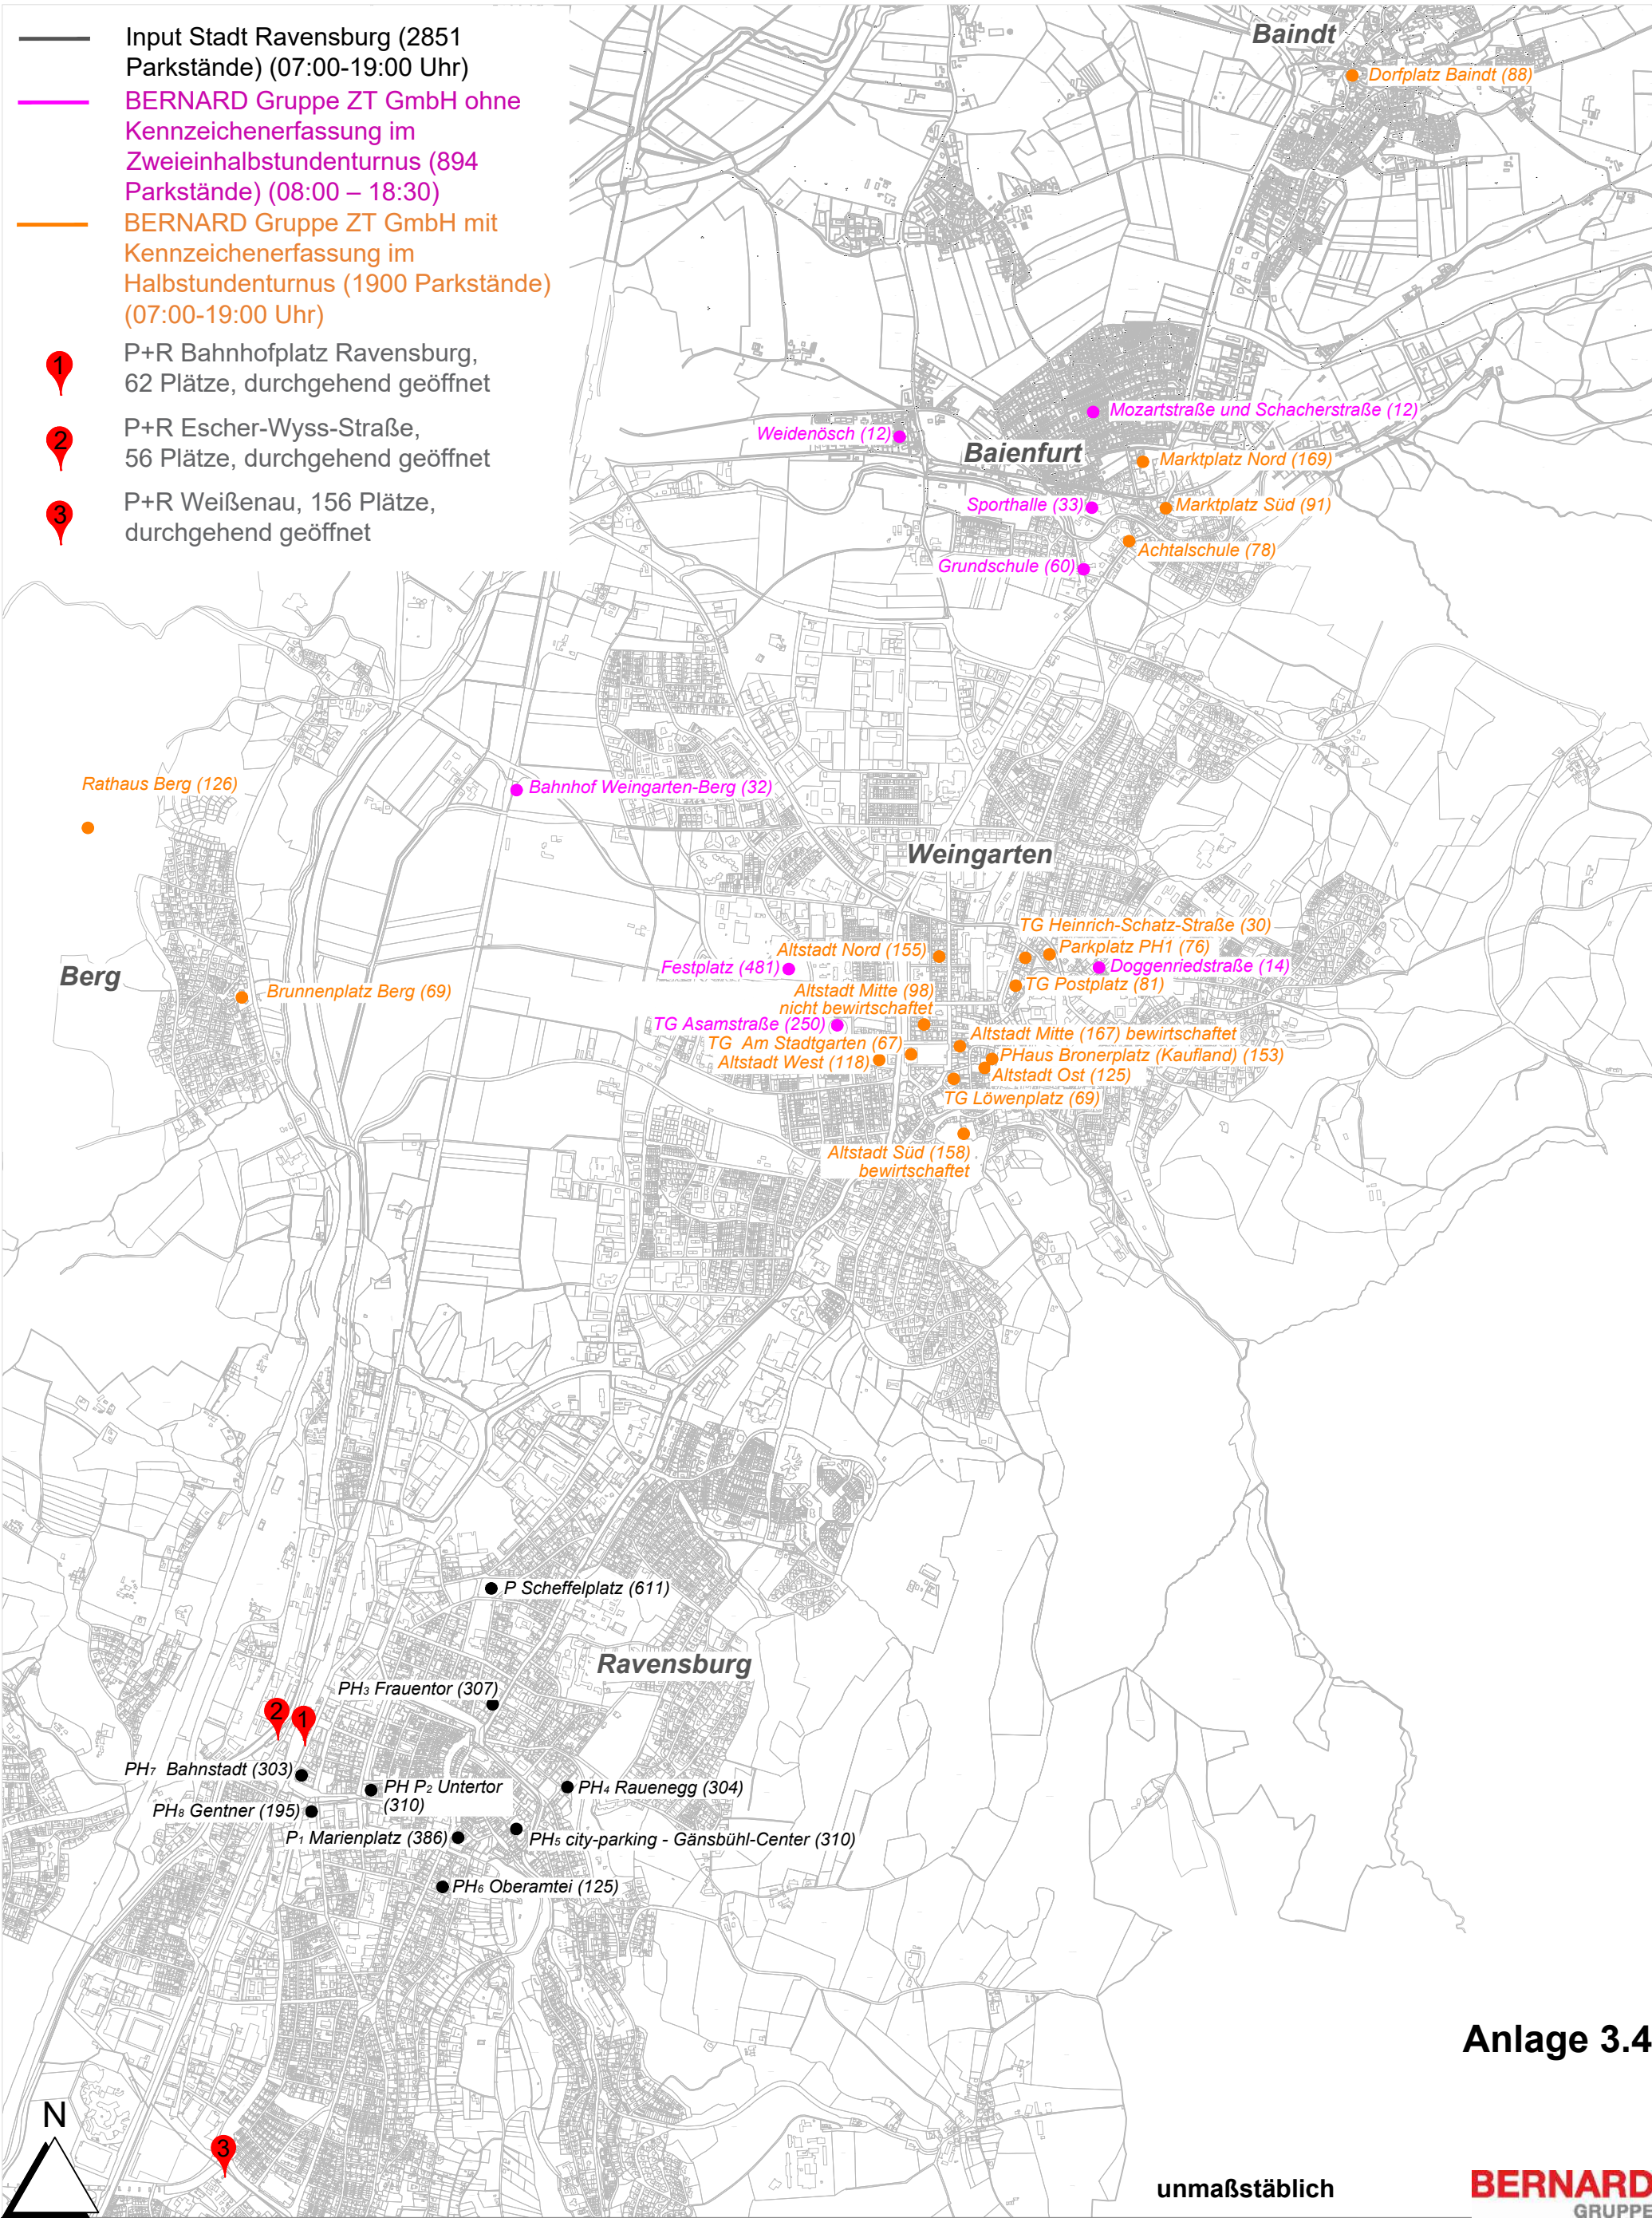 Input Stadt Ravensburg (2851
Parkstände) (07:00-19:00 Uhr)
BERNARD Gruppe ZT GmbH ohne
Kennzeichenerfassung im
Zweieinhalbstundenturnus (894
Parkstände) (08:00 – 18:30)
BERNARD Gruppe ZT GmbH mit
Kennzeichenerfassung im
Halbstundenturnus (1900 Parkstände)
(07:00-19:00 Uhr)
1
P+R Bahnhofplatz Ravensburg,
62 Plätze, durchgehend geöffnet
2
P+R Escher-Wyss-Straße,
56 Plätze, durchgehend geöffnet
3
P+R Weißenau, 156 Plätze,
durchgehend geöffnet
Baindt
Dorfplatz Baindt (88)
Mozartstraße und Schacherstraße (12)
Weidenösch (12)
Baienfurt
Marktplatz Nord (169)
Sporthalle (33)
Marktplatz Süd (91)
Achtalschule (78)
Grundschule (60)
Rathaus Berg (126)
Bahnhof Weingarten-Berg (32)
Weingarten
TG Heinrich-Schatz-Straße (30)
Altstadt Nord (155)
Parkplatz PH1 (76)
Festplatz (481)
Doggenriedstraße (14)
Berg
Brunnenplatz Berg (69)
TG Postplatz (81)
Altstadt Mitte (98)
nicht bewirtschaftet
TG Asamstraße (250)
Altstadt Mitte (167) bewirtschaftet
TG Am Stadtgarten (67)
PHaus Bronerplatz (Kaufland) (153)
Altstadt West (118)
Altstadt Ost (125)
TG Löwenplatz (69)
Altstadt Süd (158)
bewirtschaftet
P Scheffelplatz (611)
Ravensburg
PH3 Frauentor (307)
2
1
PH7 Bahnstadt (303)
PH P2 Untertor
(310)
PH4 Rauenegg (304)
PH8 Gentner (195)
P1 Marienplatz (386)
PH5 city-parking - Gänsbühl-Center (310)
PH6 Oberamtei (125)
Anlage 3.4
N
3
unmaßstäblich
BERNARD
GRUPPE